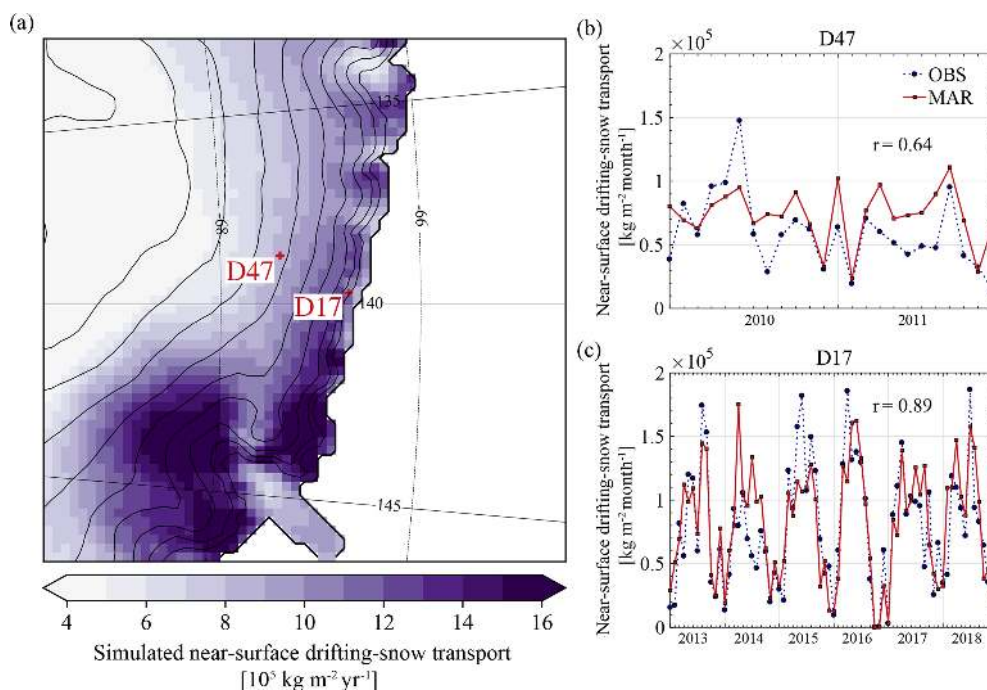 (a)
135
68
66
D47
D17
140
145
4 6 8 10 12 14 16
Simulated near-surface drifting-snow transport
[10⁵ kg m⁻² yr⁻¹]
(b)
D47
×10⁵
Near-surface drifting-snow transport
[kg m⁻² month⁻¹]
2
1.5
1
0.5
0
OBS
MAR
r = 0.64
2010 2011
(c)
D17
×10⁵
Near-surface drifting-snow transport
[kg m⁻² month⁻¹]
2
1.5
1
0.5
0
r = 0.89
2013 2014 2015 2016 2017 2018